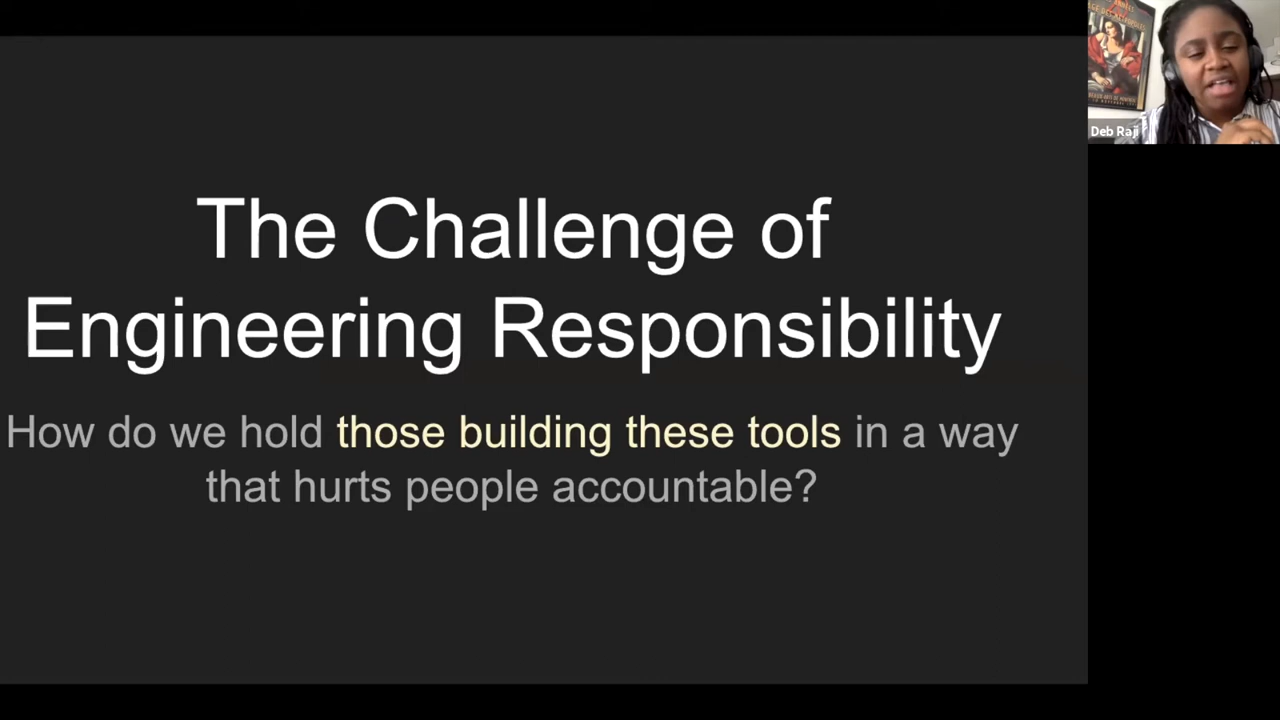 The Challenge of
Engineering Responsibility
How do we hold those building these tools in a way
that hurts people accountable?
Deb Raji